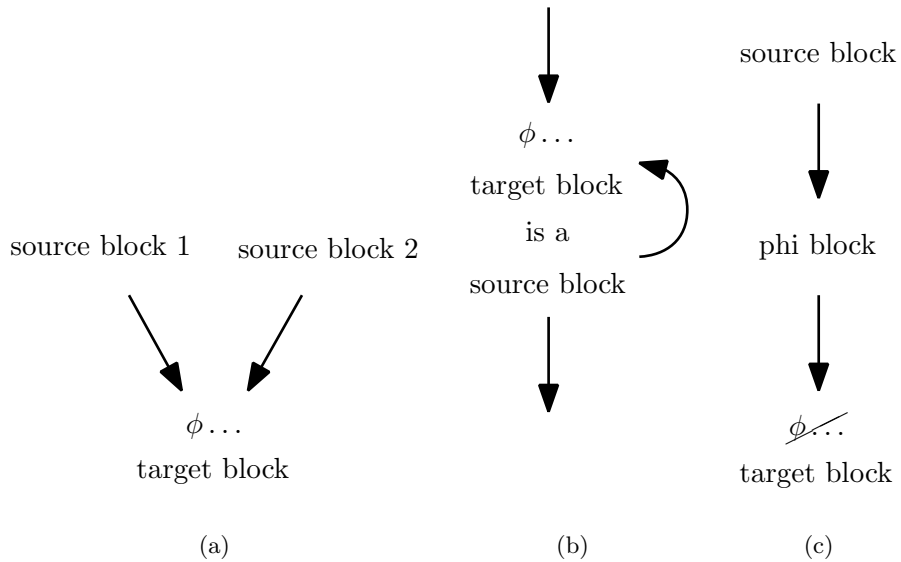 source block 1
source block 2
ϕ...
target block
(a)
ϕ...
target block
is a
source block
(b)
source block
phi block
ϕ...
target block
(c)